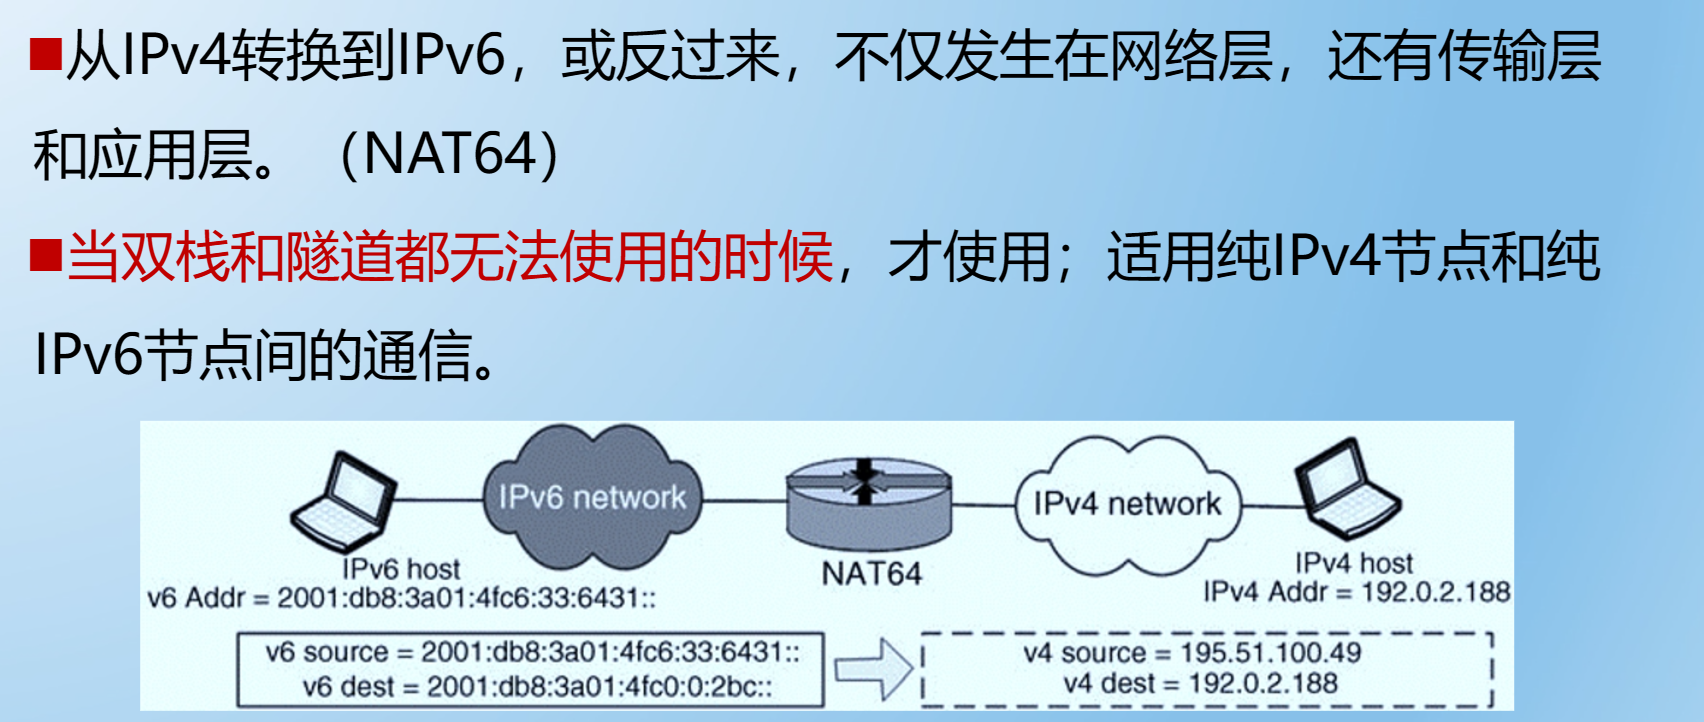 ■从IPv4转换到IPv6，或反过来，不仅发生在网络层，还有传输层
和应用层。（NAT64）
■当双栈和隧道都无法使用的时候，才使用；适用纯IPv4节点和纯
IPv6节点间的通信。
IPv6 network
IPv4 network
IPv6 host
NAT64
IPv4 host
v6 Addr = 2001:db8:3a01:4fc6:33:6431::
IPv4 Addr = 192.0.2.188
v6 source = 2001:db8:3a01:4fc6:33:6431::
v6 dest = 2001:db8:3a01:4fc0:0:2bc::
v4 source = 195.51.100.49
v4 dest = 192.0.2.188